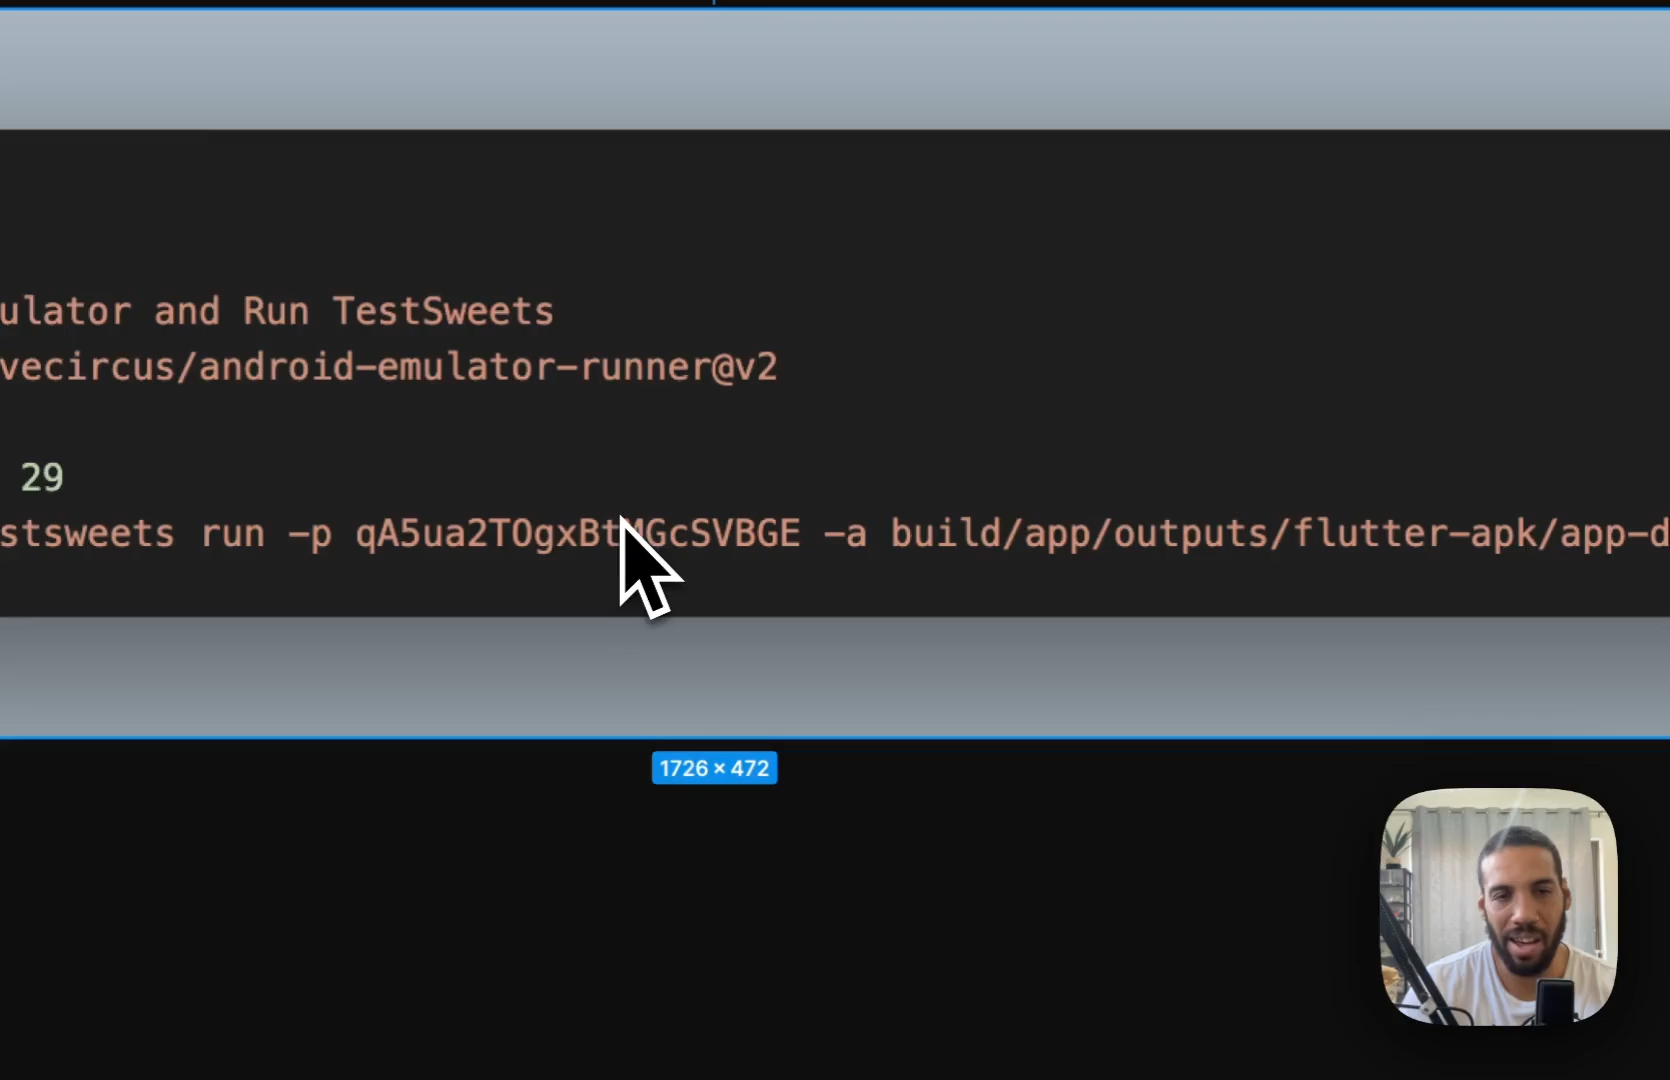 ulator and Run TestSweets
vecircus/android-emulator-runner@v2
29
stsweets run -p qA5ua2TOgxBtMGcSVBGE -a build/app/outputs/flutter-apk/app-d
1726 × 472